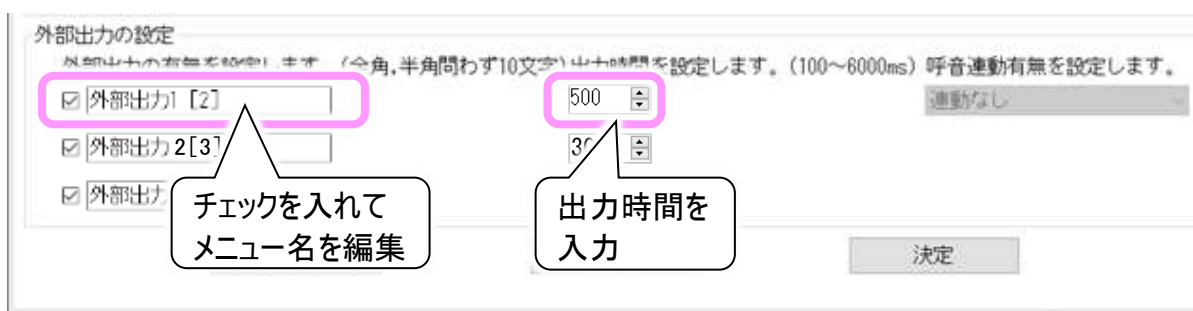 外部出力の設定
外部出力の有無を設定します。(全角,半角問わず10文字) 出力時間を設定します。(100～6000ms) 呼音連動有無を設定します。
外部出力1 [2] 500 連動なし
外部出力 2[3]
外部出力
チェックを入れて
メニュー名を編集
出力時間を
入力
決定